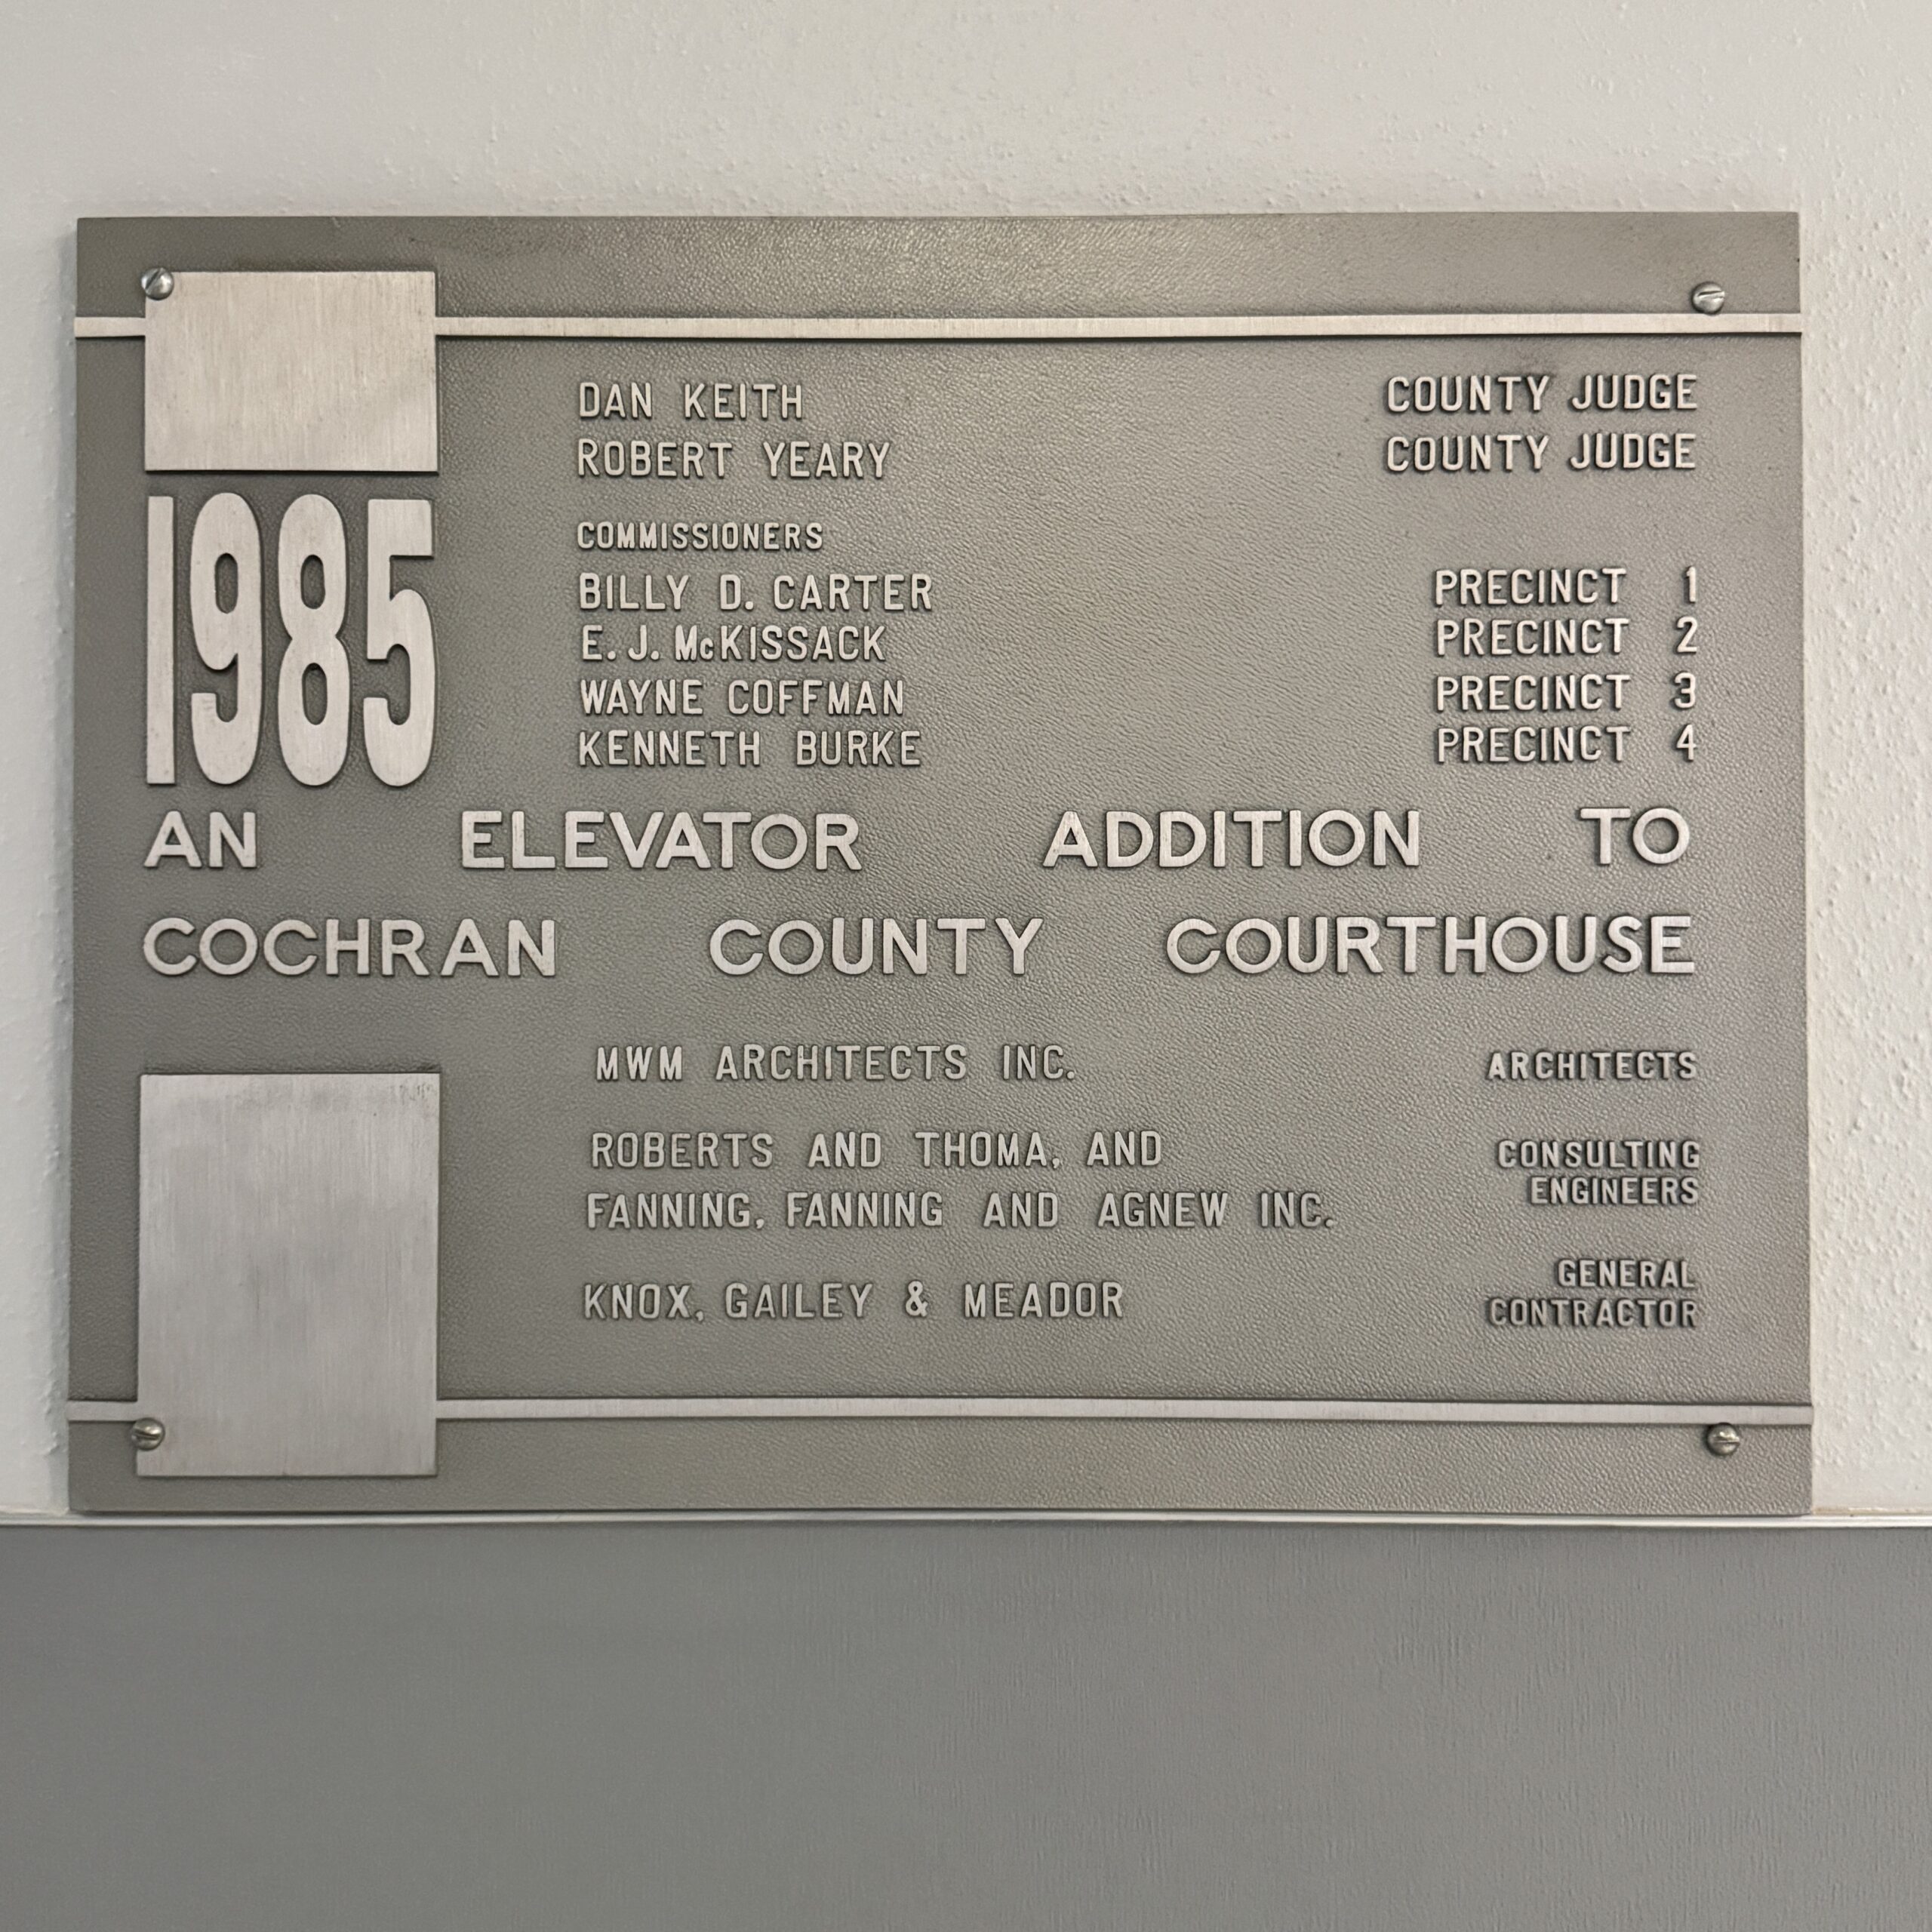 DAN KEITH COUNTY JUDGE
ROBERT YEARY COUNTY JUDGE
1985
COMMISSIONERS
BILLY D. CARTER PRECINCT 1
E. J. McKISSACK PRECINCT 2
WAYNE COFFMAN PRECINCT 3
KENNETH BURKE PRECINCT 4
AN ELEVATOR ADDITION TO
COCHRAN COUNTY COURTHOUSE
MWM ARCHITECTS INC. ARCHITECTS
ROBERTS AND THOMA, AND
FANNING, FANNING AND AGNEW INC.
CONSULTING
ENGINEERS
KNOX, GAILEY & MEADOR
GENERAL
CONTRACTOR